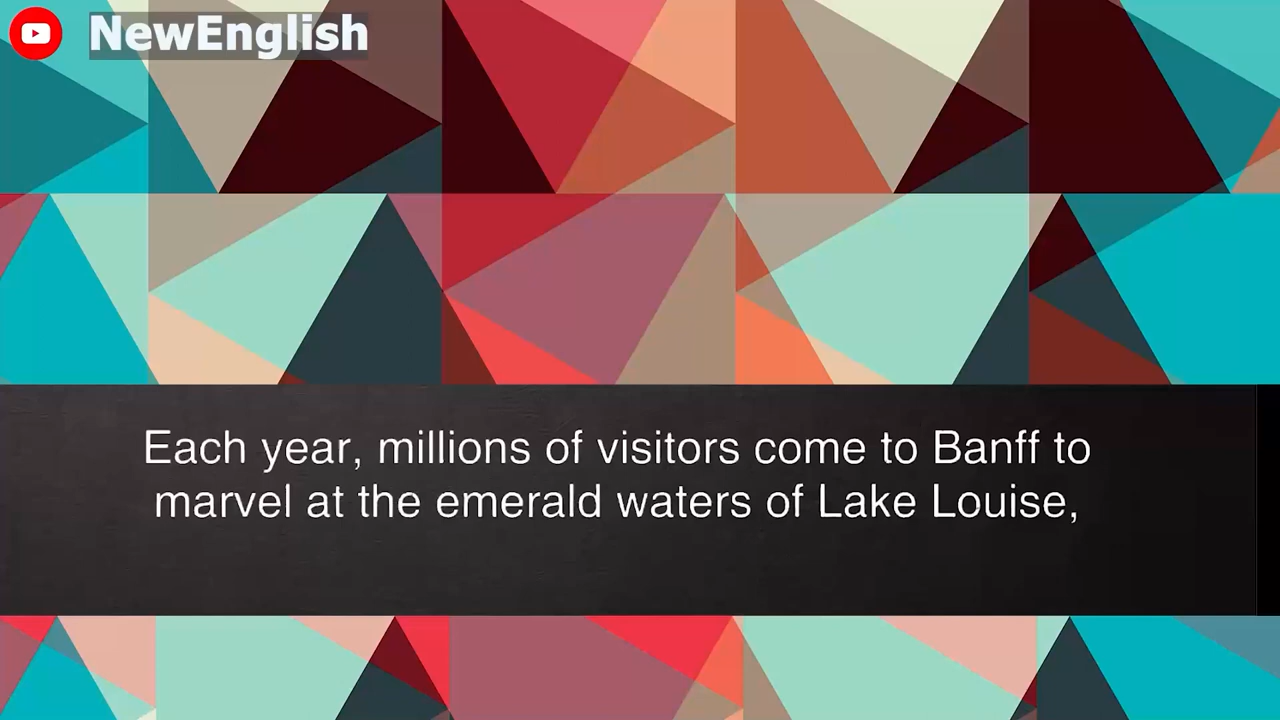 NewEnglish
Each year, millions of visitors come to Banff to
marvel at the emerald waters of Lake Louise,